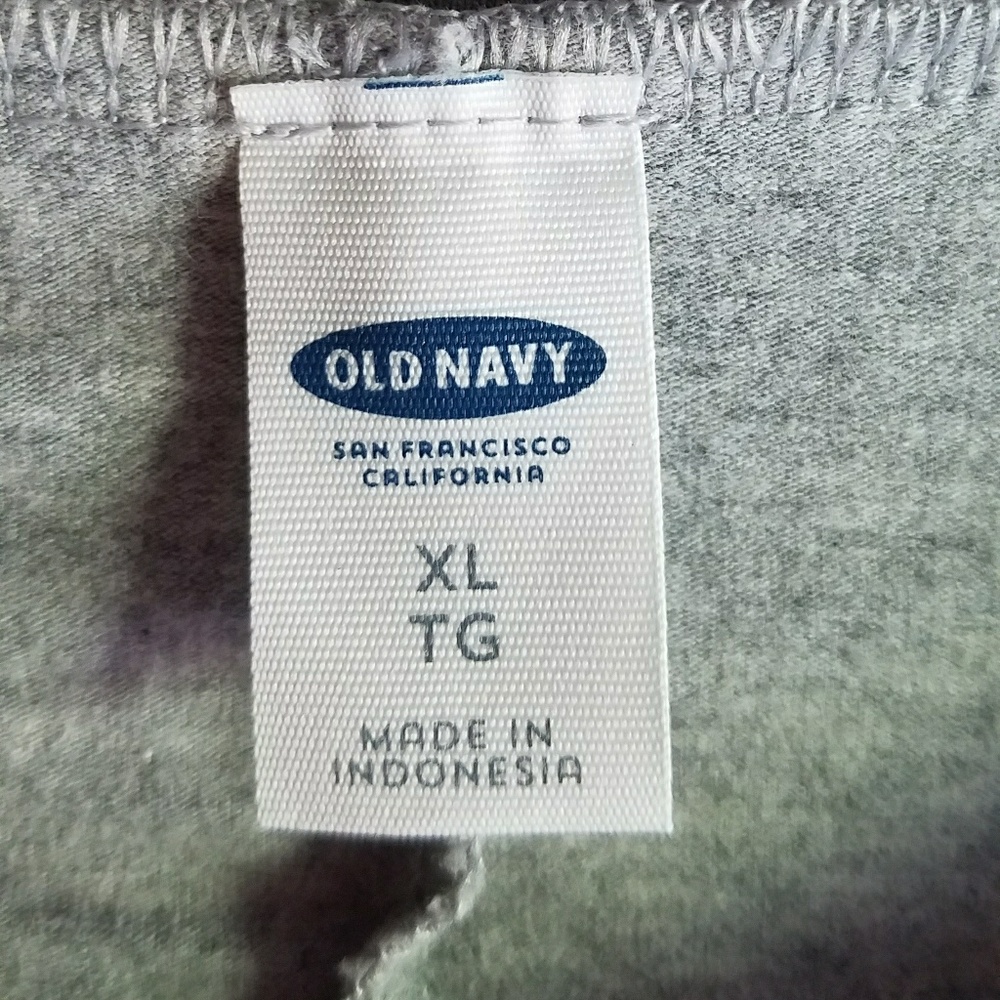 OLD NAVY
SAN FRANCISCO
CALIFORNIA
XL
TG
MADE IN
INDONESIA